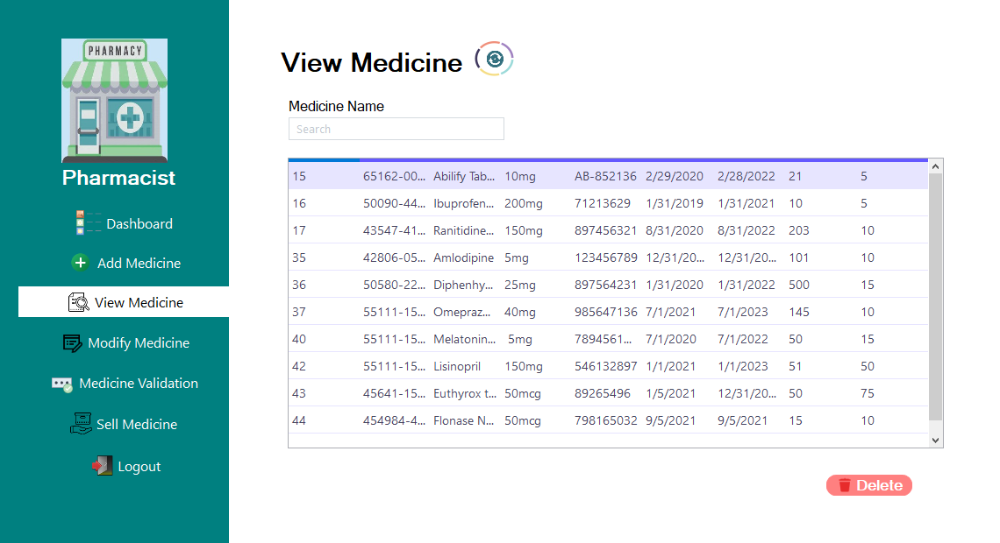 PHARMACY
Pharmacist
Dashboard
Add Medicine
View Medicine
Modify Medicine
Medicine Validation
Sell Medicine
Logout
View Medicine
Medicine Name
Search
15 65162-00... Abilify Tab... 10mg AB-852136 2/29/2020 2/28/2022 21 5
16 50090-44... Ibuprofen... 200mg 71213629 1/31/2019 1/31/2021 10 5
17 43547-41... Ranitidine... 150mg 897456321 8/31/2020 8/31/2022 203 10
35 42806-05... Amlodipine 5mg 123456789 12/31/20... 12/31/20... 101 10
36 50580-22... Diphenhy... 25mg 897564231 1/31/2020 1/31/2022 500 15
37 55111-15... Omepraz... 40mg 985647136 7/1/2021 7/1/2023 145 10
40 55111-15... Melatonin... 5mg 7894561... 7/1/2020 7/1/2022 50 15
42 55111-15... Lisinopril 150mg 546132897 1/1/2021 1/1/2023 51 50
43 45641-15... Euthyrox t... 50mcg 89265496 1/5/2021 12/31/20... 50 75
44 454984-4... Flonase N... 50mcg 798165032 9/5/2021 9/5/2021 15 10
Delete